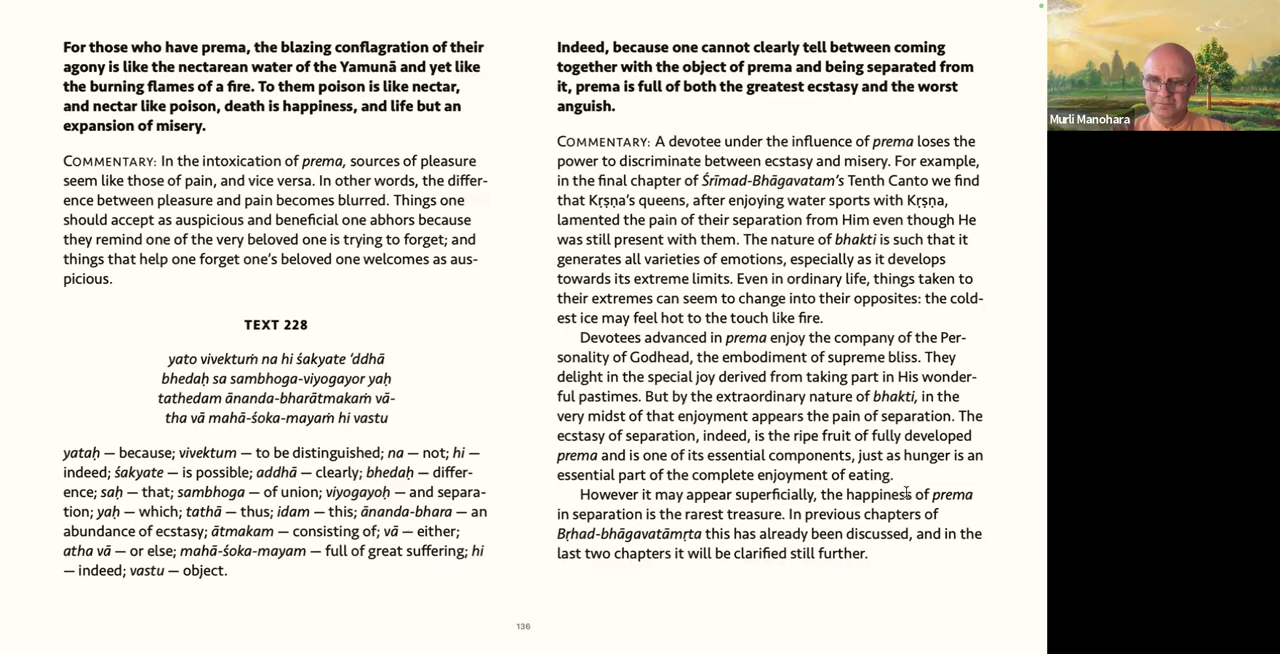 For those who have prema, the blazing conflagration of their
agony is like the nectarean water of the Yamunā and yet like
the burning flames of a fire. To them poison is like nectar,
and nectar like poison, death is happiness, and life but an
expansion of misery.
COMMENTARY: In the intoxication of prema, sources of pleasure
seem like those of pain, and vice versa. In other words, the differ-
ence between pleasure and pain becomes blurred. Things one
should accept as auspicious and beneficial one abhors because
they remind one of the very beloved one is trying to forget; and
things that help one forget one's beloved one welcomes as aus-
picious.
TEXT 228
yato vivektuṁ na hi śakyate 'ddhā
bhedaḥ sa sambhoga-viyogayor yaḥ
tathedam ānanda-bharātmakaṁ vā-
tha vā mahā-śoka-mayaṁ hi vastu
yataḥ — because; vivektum — to be distinguished; na — not; hi —
indeed; śakyate — is possible; addhā — clearly; bhedaḥ — differ-
ence; saḥ — that; sambhoga — of union; viyogayoḥ — and separa-
tion; yaḥ — which; tathā — thus; idam — this; ānanda-bhara — an
abundance of ecstasy; ātmakam — consisting of; vā — either;
atha vā — or else; mahā-śoka-mayam — full of great suffering; hi
— indeed; vastu — object.
Indeed, because one cannot clearly tell between coming
together with the object of prema and being separated from
it, prema is full of both the greatest ecstasy and the worst
anguish.
COMMENTARY: A devotee under the influence of prema loses the
power to discriminate between ecstasy and misery. For example,
in the final chapter of Śrīmad-Bhāgavatam's Tenth Canto we find
that Kṛṣṇa's queens, after enjoying water sports with Kṛṣṇa,
lamented the pain of their separation from Him even though He
was still present with them. The nature of bhakti is such that it
generates all varieties of emotions, especially as it develops
towards its extreme limits. Even in ordinary life, things taken to
their extremes can seem to change into their opposites: the cold-
est ice may feel hot to the touch like fire.
Devotees advanced in prema enjoy the company of the Per-
sonality of Godhead, the embodiment of supreme bliss. They
delight in the special joy derived from taking part in His wonder-
ful pastimes. But by the extraordinary nature of bhakti, in the
very midst of that enjoyment appears the pain of separation. The
ecstasy of separation, indeed, is the ripe fruit of fully developed
prema and is one of its essential components, just as hunger is an
essential part of the complete enjoyment of eating.
However it may appear superficially, the happiness of prema
in separation is the rarest treasure. In previous chapters of
Bṛhad-bhāgavatāmṛta this has already been discussed, and in the
last two chapters it will be clarified still further.
136
Murli Manohara